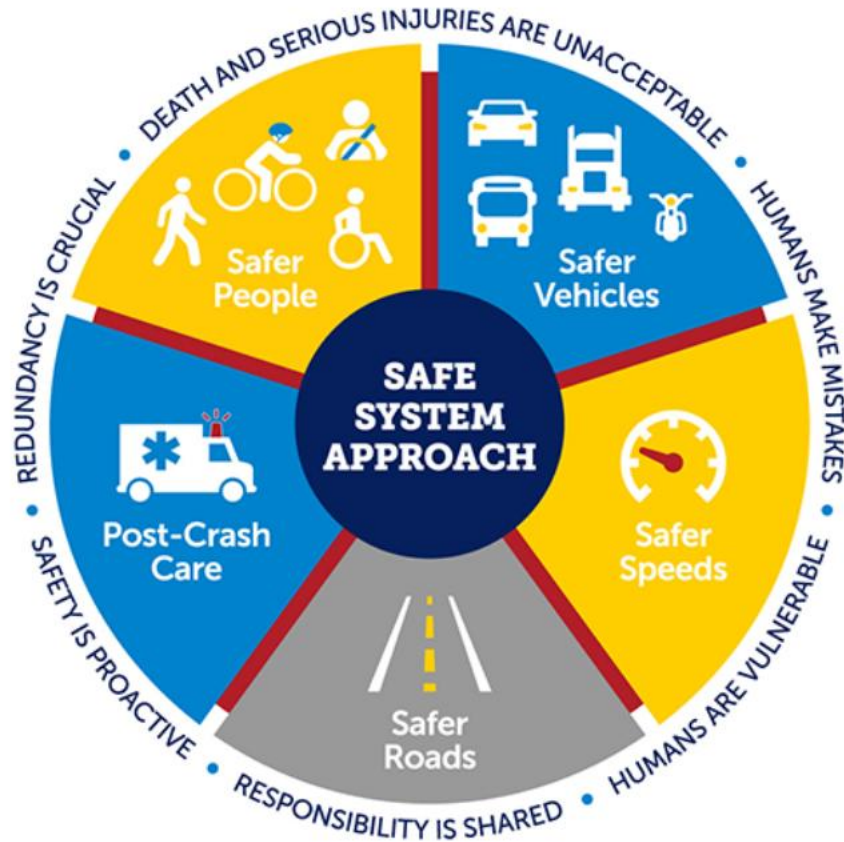 DEATH AND SERIOUS INJURIES ARE UNACCEPTABLE
HUMANS MAKE MISTAKES
HUMANS ARE VULNERABLE
RESPONSIBILITY IS SHARED
SAFETY IS PROACTIVE
REDUNDANCY IS CRUCIAL
Safer
People
Safer
Vehicles
SAFE
SYSTEM
APPROACH
Post-Crash
Care
Safer
Speeds
Safer
Roads